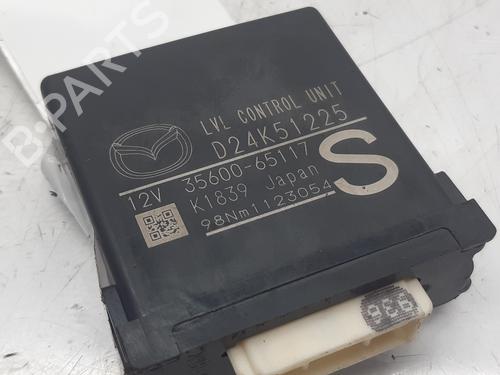 LVL CONTROL UNIT
D24K51225
12V 35600-65117
K1839 Japan
98Nm1123054
S
B-PARTS